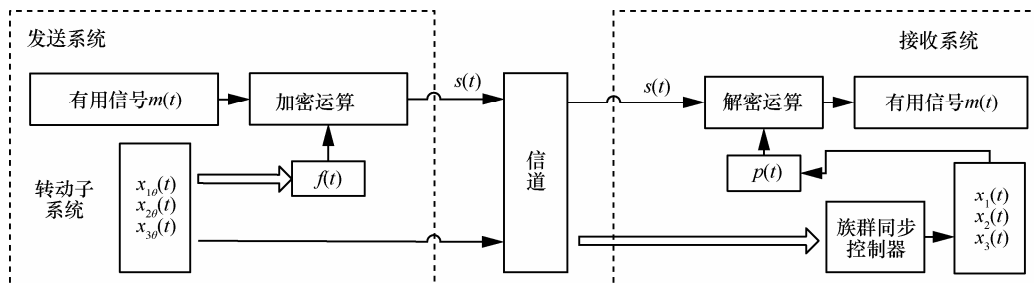 发送系统
接收系统
有用信号m(t)
加密运算
s(t)
s(t)
解密运算
有用信号m(t)
信道
转动子
系统
x1θ(t)
x2θ(t)
x3θ(t)
f(t)
p(t)
族群同步
控制器
x1(t)
x2(t)
x3(t)